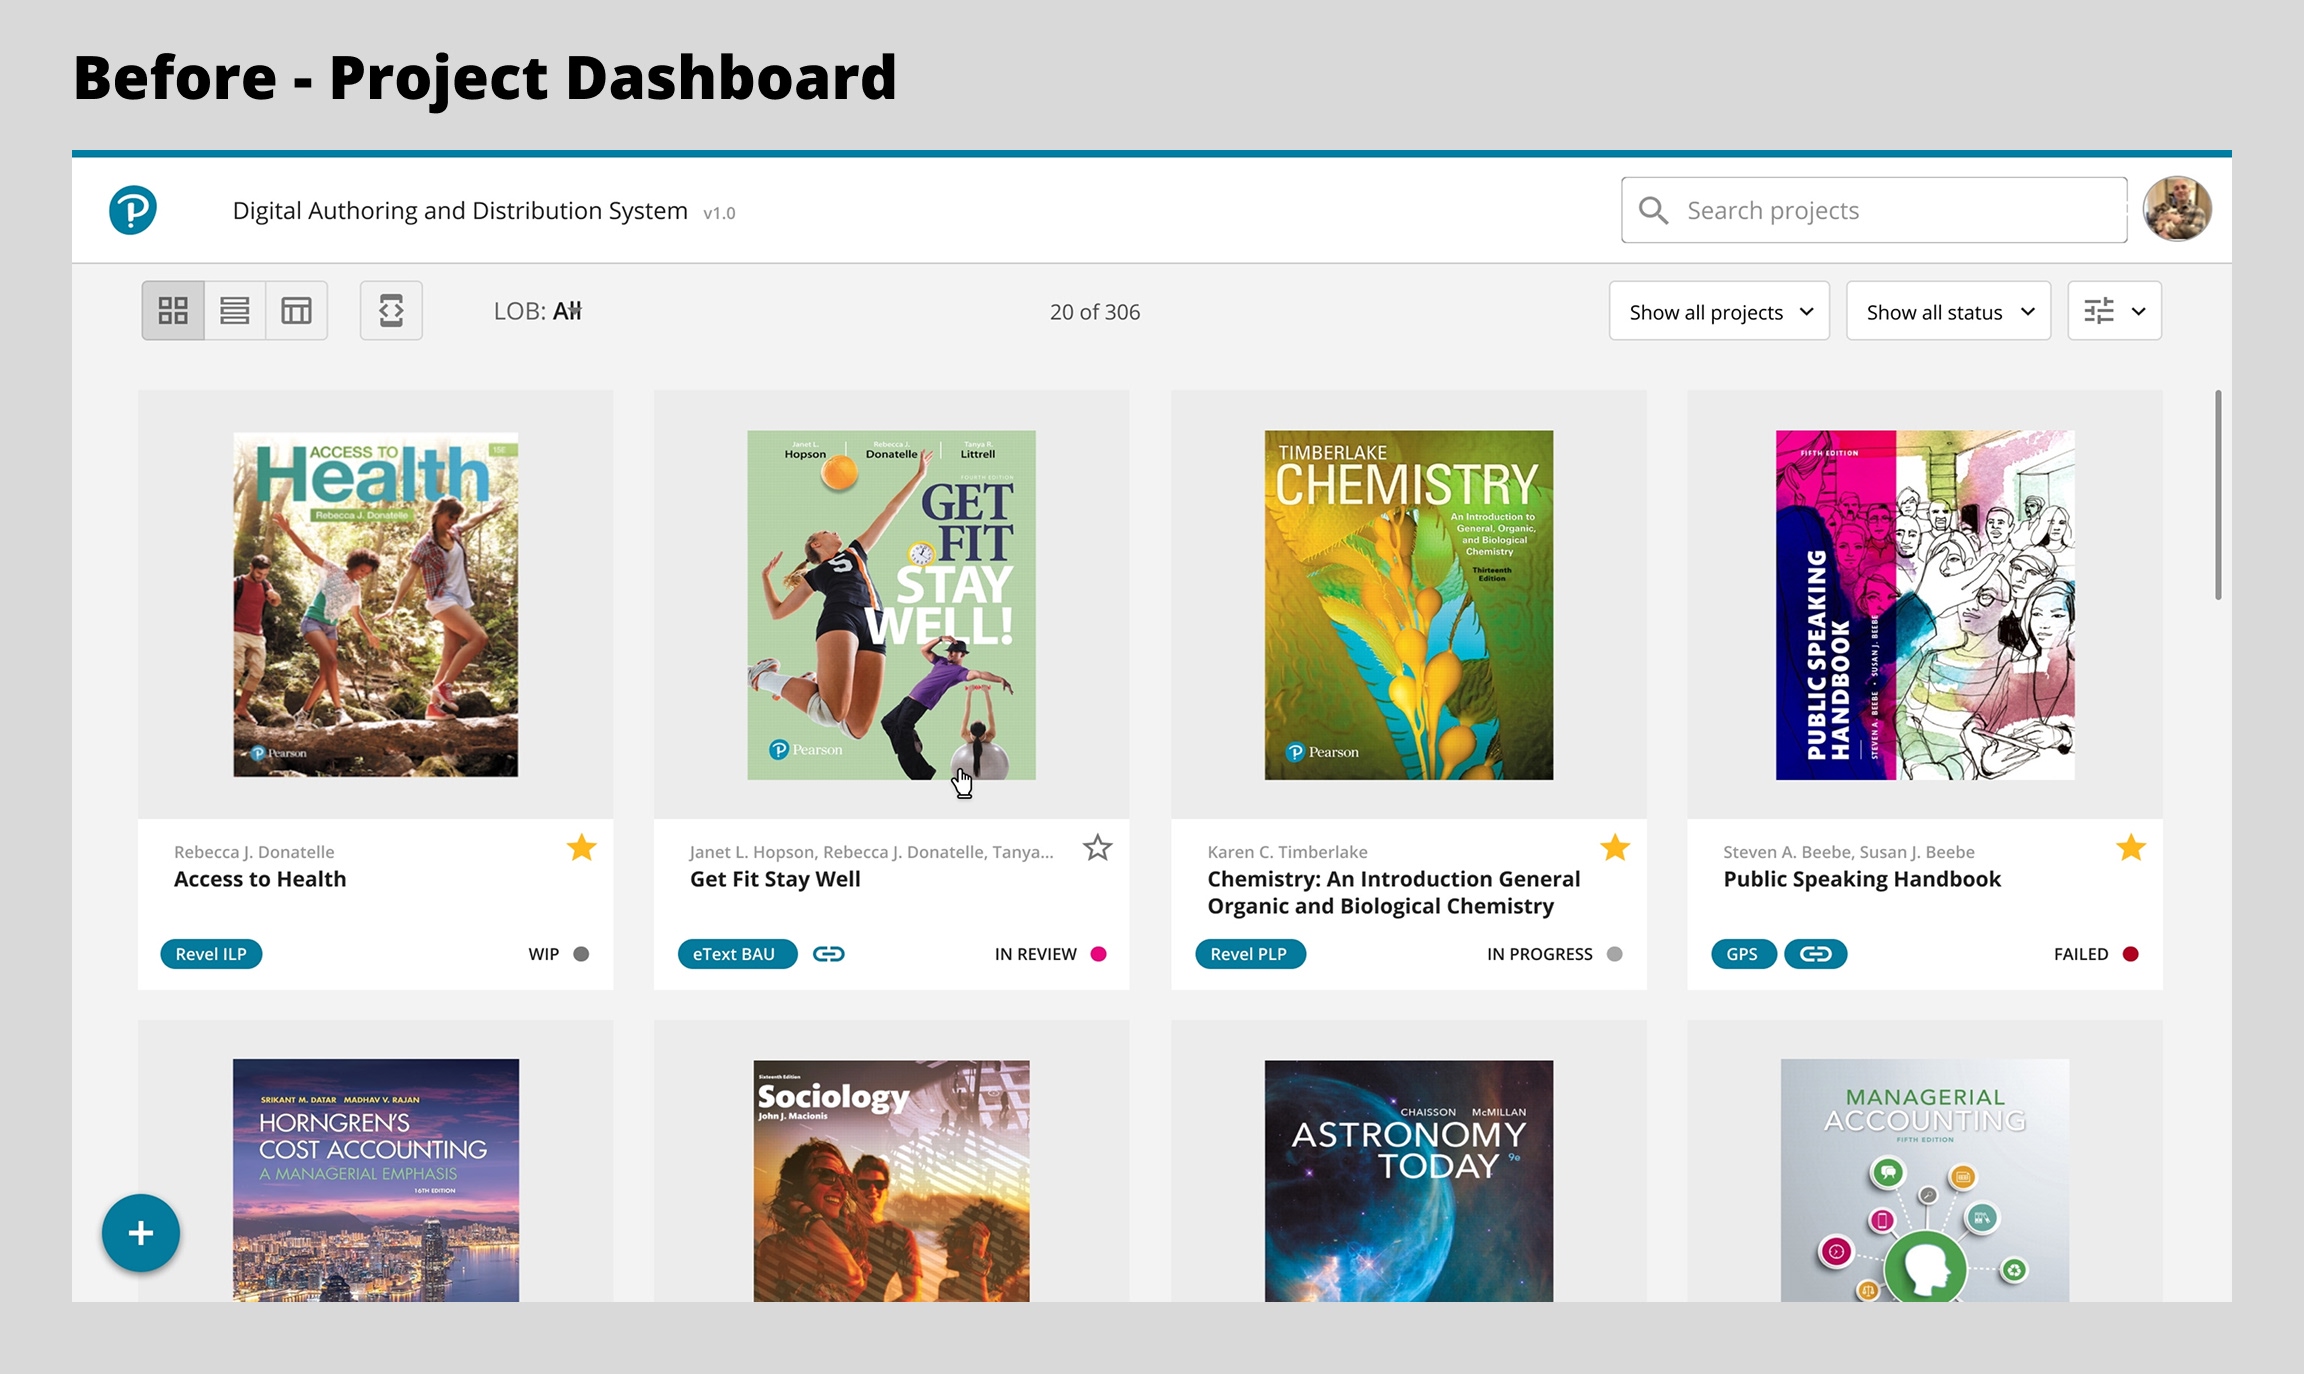 Before - Project Dashboard
Digital Authoring and Distribution System v1.0
Search projects
LOB: All
20 of 306
Show all projects
Show all status
ACCESS TO
Health
15E
Rebecca J. Donatelle
Pearson
Janet L. Hopson
Rebecca J. Donatelle
Tanya R. Littrell
FOURTH EDITION
GET
FIT
STAY
WELL!
S
Pearson
TIMBERLAKE
CHEMISTRY
An Introduction to
General, Organic,
and Biological
Chemistry
Thirteenth
Edition
Pearson
FIFTH EDITION
PUBLIC SPEAKING
HANDBOOK
STEVEN A. BEEBE • SUSAN J. BEEBE
Rebecca J. Donatelle
Access to Health
Revel ILP
WIP
Janet L. Hopson, Rebecca J. Donatelle, Tanya...
Get Fit Stay Well
eText BAU
IN REVIEW
Karen C. Timberlake
Chemistry: An Introduction General
Organic and Biological Chemistry
Revel PLP
IN PROGRESS
Steven A. Beebe, Susan J. Beebe
Public Speaking Handbook
GPS
FAILED
SRIKANT M. DATAR MADHAV V. RAJAN
HORNGREN'S
COST ACCOUNTING
A MANAGERIAL EMPHASIS
16TH EDITION
Sixteenth Edition
Sociology
John J. Macionis
CHAISSON McMILLAN
ASTRONOMY
TODAY 9e
MANAGERIAL
ACCOUNTING
FIFTH EDITION